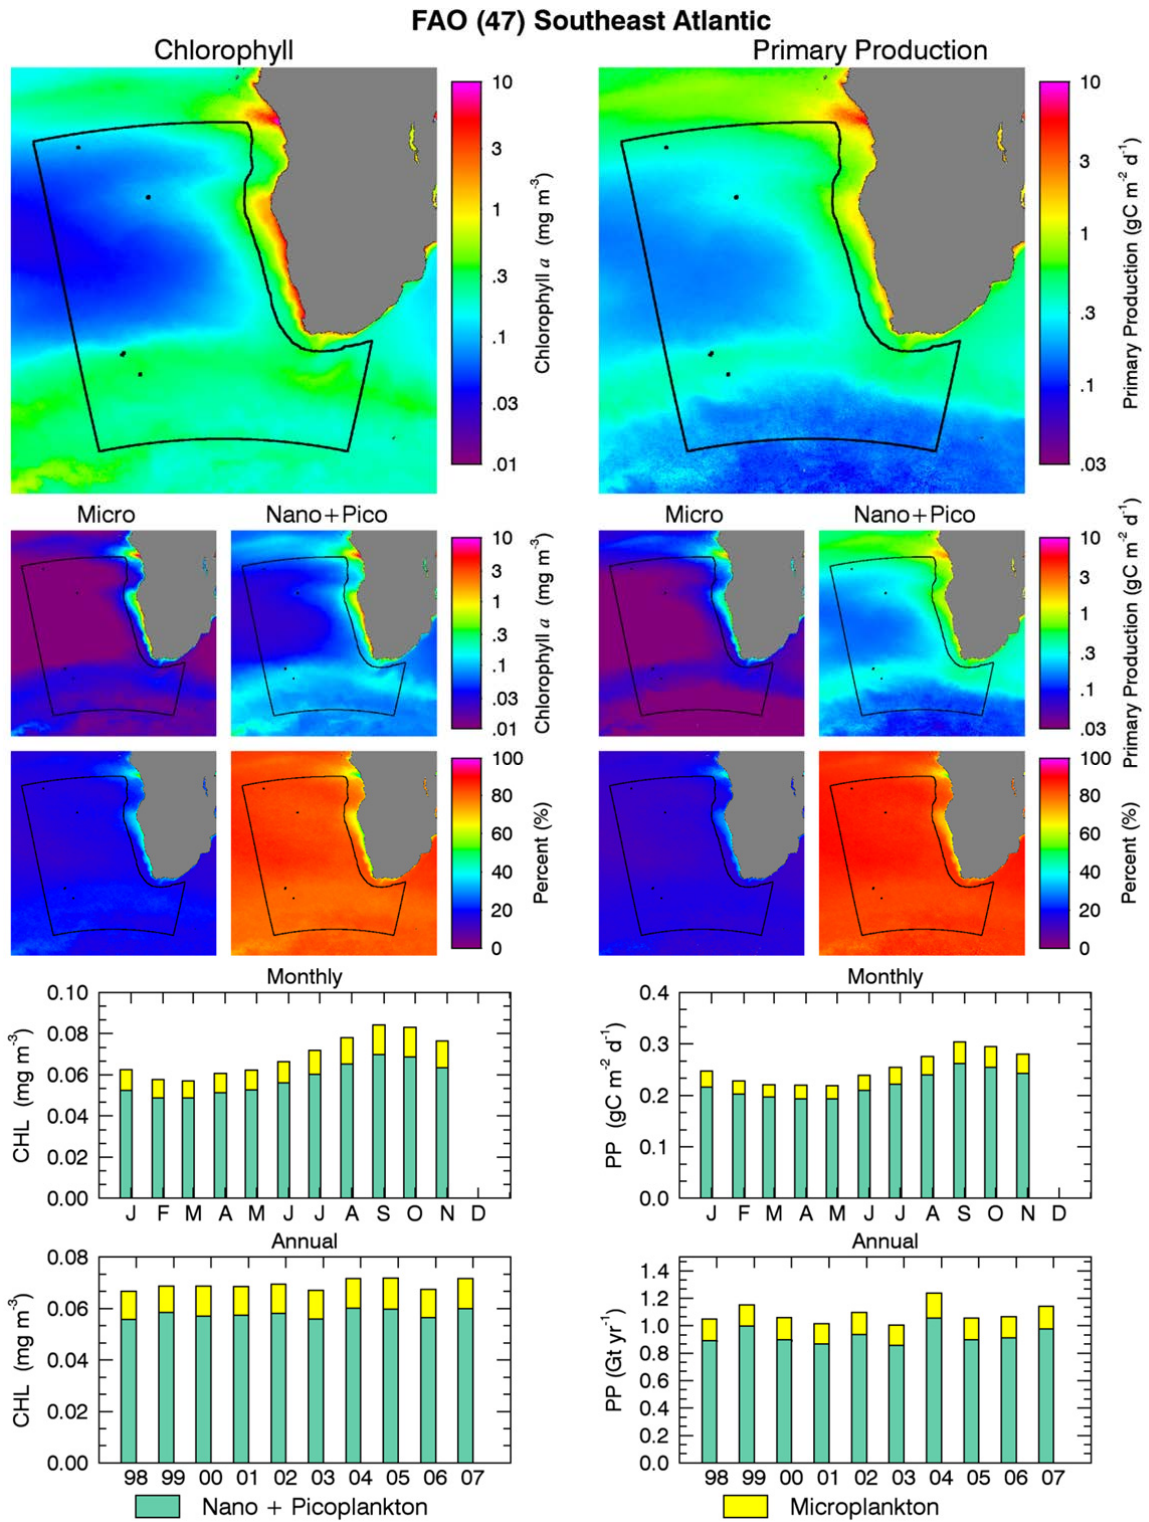 FAO (47) Southeast Atlantic
Chlorophyll
Primary Production
10
3
1
.3
.1
.03
.01
Chlorophyll a (mg m-3)
10
3
1
.3
.1
.03
Primary Production (gC m-2 d-1)
Micro
Nano+Pico
10
3
1
.3
.1
.03
.01
Chlorophyll a (mg m-3)
Micro
Nano+Pico
10
3
1
.3
.1
.03
Primary Production (gC m-2 d-1)
100
80
60
40
20
0
Percent (%)
100
80
60
40
20
0
Percent (%)
Monthly
0.10
0.08
0.06
0.04
0.02
0.00
CHL (mg m-3)
J F M A M J J A S O N D
Monthly
0.4
0.3
0.2
0.1
0.0
PP (gC m-2 d-1)
J F M A M J J A S O N D
Annual
0.08
0.06
0.04
0.02
0.00
CHL (mg m-3)
98 99 00 01 02 03 04 05 06 07
Annual
1.4
1.2
1.0
0.8
0.6
0.4
0.2
0.0
PP (Gt yr-1)
98 99 00 01 02 03 04 05 06 07
Nano + Picoplankton
Microplankton